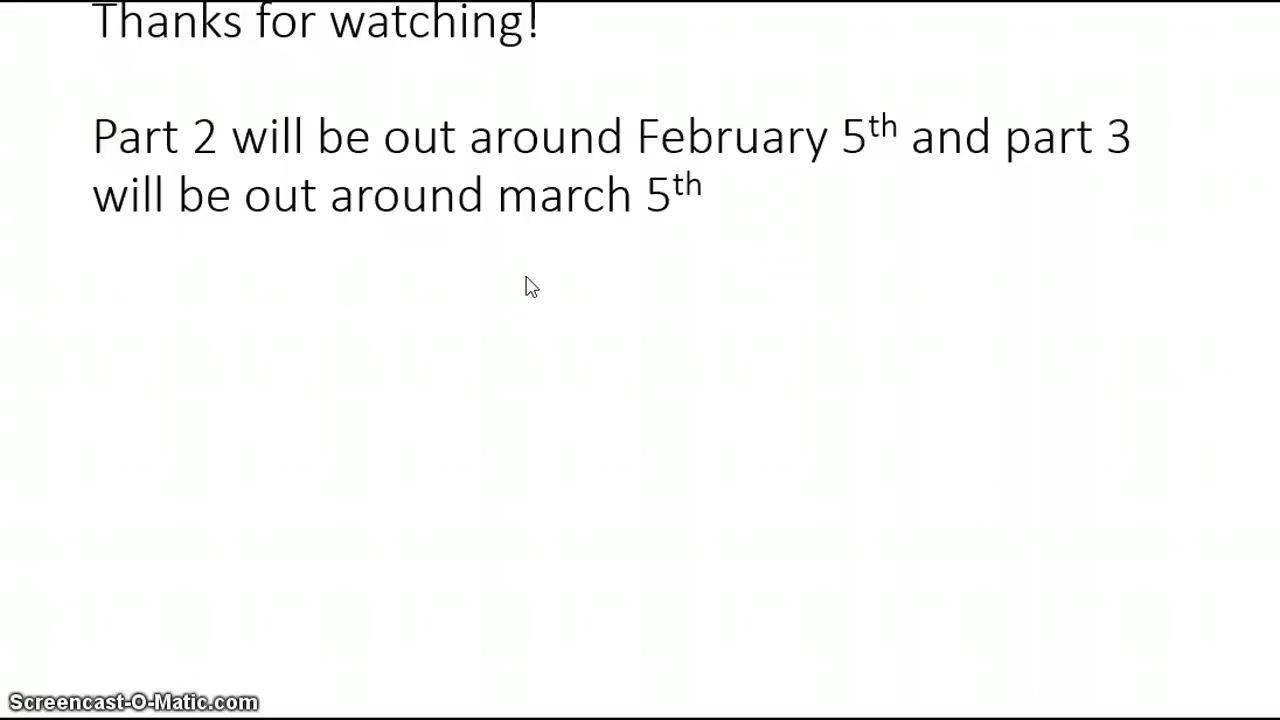 Thanks for watching!
Part 2 will be out around February 5th and part 3
will be out around march 5th
Screencast-O-Matic.com